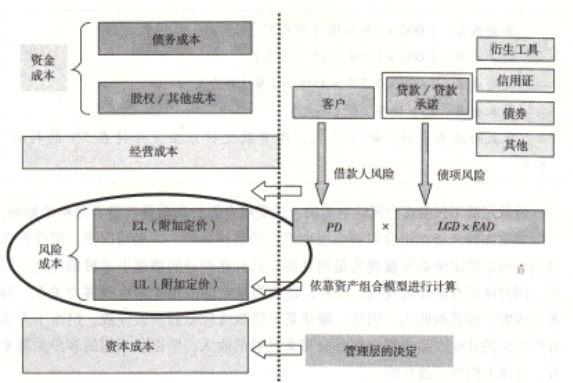 资金
成本
债务成本
股权/其他成本
经营成本
风险
成本
EL(附加定价)
UL(附加定价)
资本成本
客户
贷款/贷款
承诺
衍生工具
信用证
债券
其他
借款人风险
债项风险
PD
×
LGD×EAD
依靠资产组合模型进行计算
管理层的决定